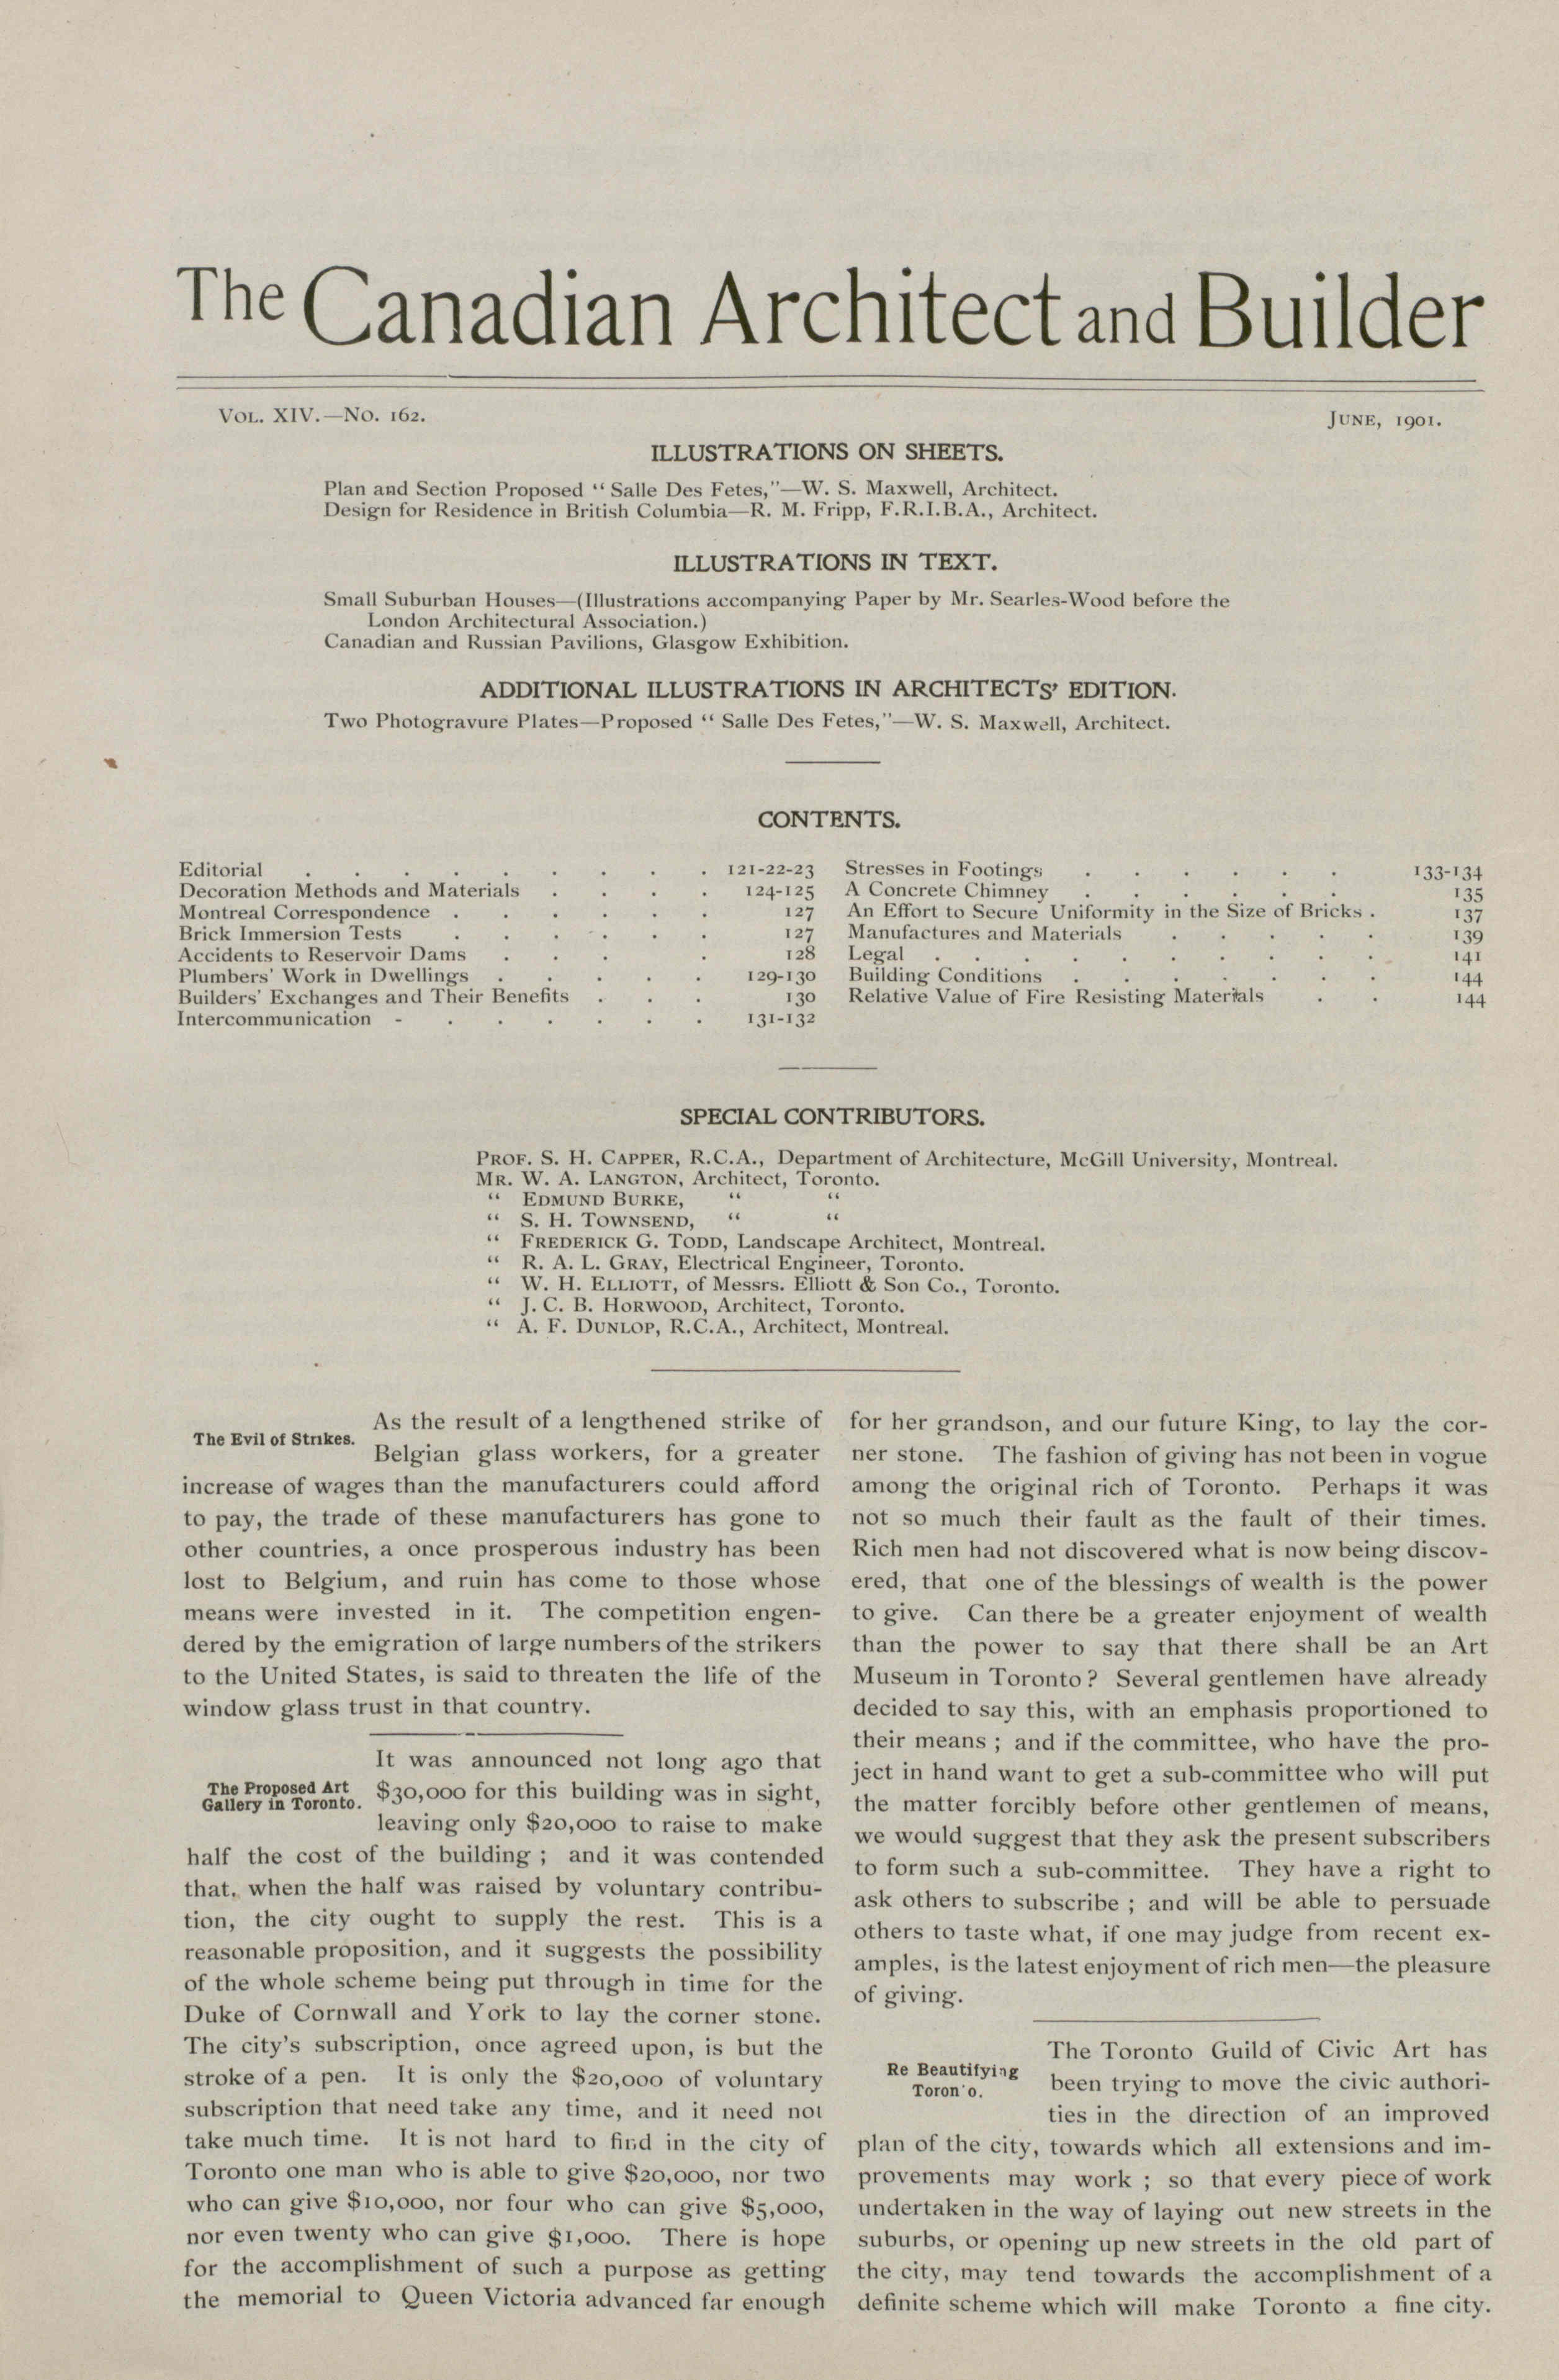 The Canadian Architect and Builder
VOL. XIV.—No. 162.
JUNE, 1901.
ILLUSTRATIONS ON SHEETS.
Plan and Section Proposed “ Salle Des Fetes,”—W. S. Maxwell, Architect.
Design for Residence in British Columbia—R. M. Fripp, F.R.I.B.A., Architect.
ILLUSTRATIONS IN TEXT.
Small Suburban Houses—(Illustrations accompanying Paper by Mr. Searles-Wood before the
London Architectural Association.)
Canadian and Russian Pavilions, Glasgow Exhibition.
ADDITIONAL ILLUSTRATIONS IN ARCHITECTS’ EDITION.
Two Photogravure Plates—Proposed “ Salle Des Fetes,”—W. S. Maxwell, Architect.
CONTENTS.
Editorial . . . . . . . . . 121-22-23
Decoration Methods and Materials . . . . 124-125
Montreal Correspondence . . . . . . 127
Brick Immersion Tests . . . . . . 127
Accidents to Reservoir Dams . . . . 128
Plumbers' Work in Dwellings . . . . . 129-130
Builders' Exchanges and Their Benefits . . . 130
Intercommunication - . . . . . . 131-132
Stresses in Footings . . . . . . 133-134
A Concrete Chimney . . . . . . 135
An Effort to Secure Uniformity in the Size of Bricks . 137
Manufactures and Materials . . . . . 139
Legal . . . . . . . . . . 141
Building Conditions . . . . . . . 144
Relative Value of Fire Resisting Materials . . 144
SPECIAL CONTRIBUTORS.
PROF. S. H. CAPPER, R.C.A., Department of Architecture, McGill University, Montreal.
MR. W. A. LANGTON, Architect, Toronto.
“ EDMUND BURKE, “ “
“ S. H. TOWNSEND, “ “
“ FREDERICK G. TODD, Landscape Architect, Montreal.
“ R. A. L. GRAY, Electrical Engineer, Toronto.
“ W. H. ELLIOTT, of Messrs. Elliott & Son Co., Toronto.
“ J. C. B. HORWOOD, Architect, Toronto.
“ A. F. DUNLOP, R.C.A., Architect, Montreal.
The Evil of Strikes.
As the result of a lengthened strike of
Belgian glass workers, for a greater
increase of wages than the manufacturers could afford
to pay, the trade of these manufacturers has gone to
other countries, a once prosperous industry has been
lost to Belgium, and ruin has come to those whose
means were invested in it. The competition engen-
dered by the emigration of large numbers of the strikers
to the United States, is said to threaten the life of the
window glass trust in that country.
The Proposed Art
Gallery in Toronto.
It was announced not long ago that
$30,000 for this building was in sight,
leaving only $20,000 to raise to make
half the cost of the building ; and it was contended
that, when the half was raised by voluntary contribu-
tion, the city ought to supply the rest. This is a
reasonable proposition, and it suggests the possibility
of the whole scheme being put through in time for the
Duke of Cornwall and York to lay the corner stone.
The city's subscription, once agreed upon, is but the
stroke of a pen. It is only the $20,000 of voluntary
subscription that need take any time, and it need not
take much time. It is not hard to find in the city of
Toronto one man who is able to give $20,000, nor two
who can give $10,000, nor four who can give $5,000,
nor even twenty who can give $1,000. There is hope
for the accomplishment of such a purpose as getting
the memorial to Queen Victoria advanced far enough
for her grandson, and our future King, to lay the cor-
ner stone. The fashion of giving has not been in vogue
among the original rich of Toronto. Perhaps it was
not so much their fault as the fault of their times.
Rich men had not discovered what is now being discov-
ered, that one of the blessings of wealth is the power
to give. Can there be a greater enjoyment of wealth
than the power to say that there shall be an Art
Museum in Toronto ? Several gentlemen have already
decided to say this, with an emphasis proportioned to
their means ; and if the committee, who have the pro-
ject in hand want to get a sub-committee who will put
the matter forcibly before other gentlemen of means,
we would suggest that they ask the present subscribers
to form such a sub-committee. They have a right to
ask others to subscribe ; and will be able to persuade
others to taste what, if one may judge from recent ex-
amples, is the latest enjoyment of rich men—the pleasure
of giving.
Re Beautifying
Toron'o.
The Toronto Guild of Civic Art has
been trying to move the civic authori-
ties in the direction of an improved
plan of the city, towards which all extensions and im-
provements may work ; so that every piece of work
undertaken in the way of laying out new streets in the
suburbs, or opening up new streets in the old part of
the city, may tend towards the accomplishment of a
definite scheme which will make Toronto a fine city.